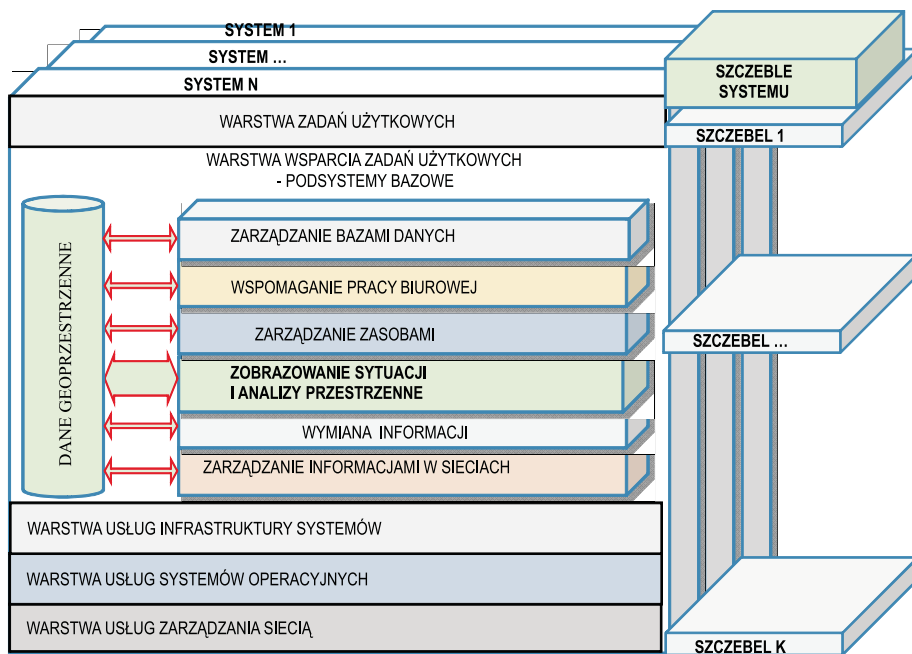 SYSTEM 1
SYSTEM ...
SYSTEM N
SZCZEBLE
SYSTEMU
WARSTWA ZADAŃ UŻYTKOWYCH
SZCZEBEL 1
WARSTWA WSPARCIA ZADAŃ UŻYTKOWYCH
- PODSYSTEMY BAZOWE
DANE GEOPRZESTRZENNE
ZARZĄDZANIE BAZAMI DANYCH
WSPOMAGANIE PRACY BIUROWEJ
ZARZĄDZANIE ZASOBAMI
SZCZEBEL ...
ZOBRAZOWANIE SYTUACJI
I ANALIZY PRZESTRZENNE
WYMIANA INFORMACJI
ZARZĄDZANIE INFORMACJAMI W SIECIACH
WARSTWA USŁUG INFRASTRUKTURY SYSTEMÓW
WARSTWA USŁUG SYSTEMÓW OPERACYJNYCH
WARSTWA USŁUG ZARZĄDZANIA SIECIĄ
SZCZEBEL K